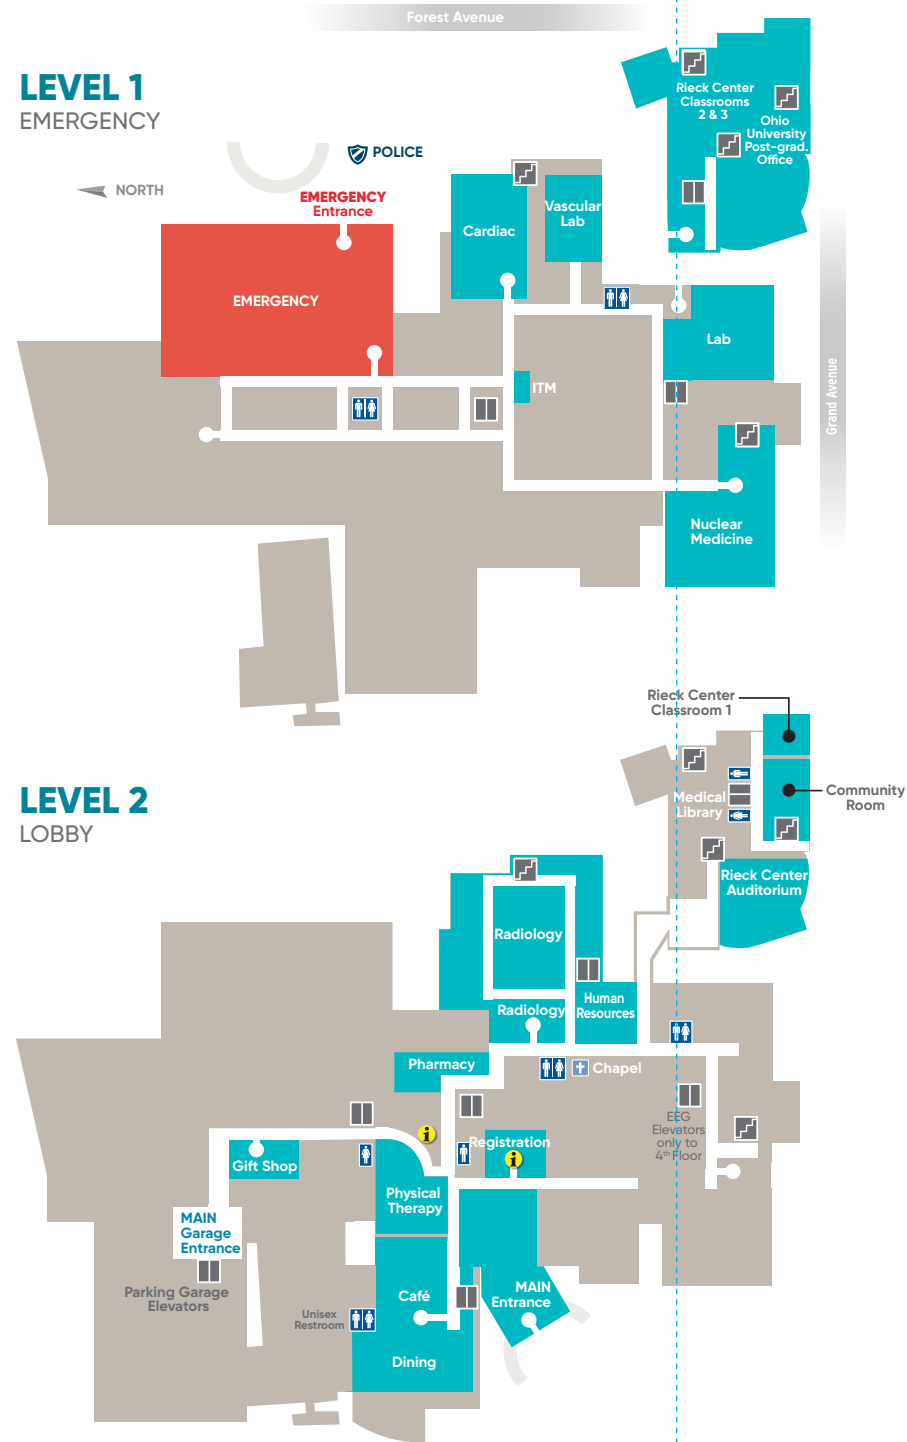 Forest Avenue
LEVEL 1
EMERGENCY
POLICE
NORTH
EMERGENCY
Entrance
EMERGENCY
Cardiac
Vascular
Lab
Rieck Center
Classrooms
2 & 3
Ohio
University
Post-grad.
Office
Lab
ITM
Grand Avenue
Nuclear
Medicine
LEVEL 2
LOBBY
Rieck Center
Classroom 1
Community
Room
Medical
Library
Rieck Center
Auditorium
Radiology
Radiology
Human
Resources
Pharmacy
Chapel
EEG
Elevators
only to
4th Floor
i
Registration
i
Gift Shop
Physical
Therapy
MAIN
Garage
Entrance
Parking Garage
Elevators
Café
MAIN
Entrance
Unisex
Restroom
Dining